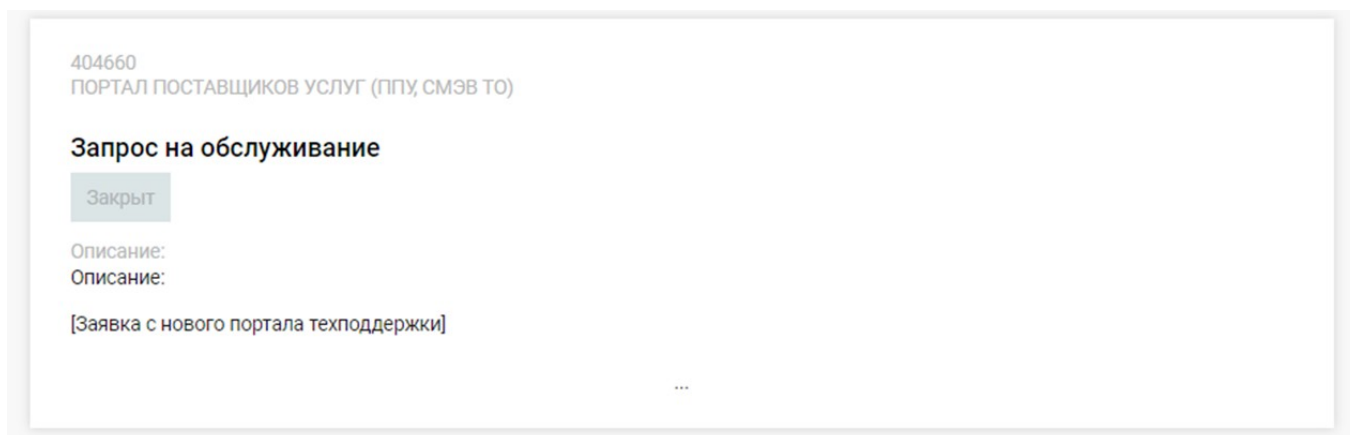 404660
ПОРТАЛ ПОСТАВЩИКОВ УСЛУГ (ППУ, СМЭВ ТО)
Запрос на обслуживание
Закрыт
Описание:
Описание:
[Заявка с нового портала техподдержки]
...